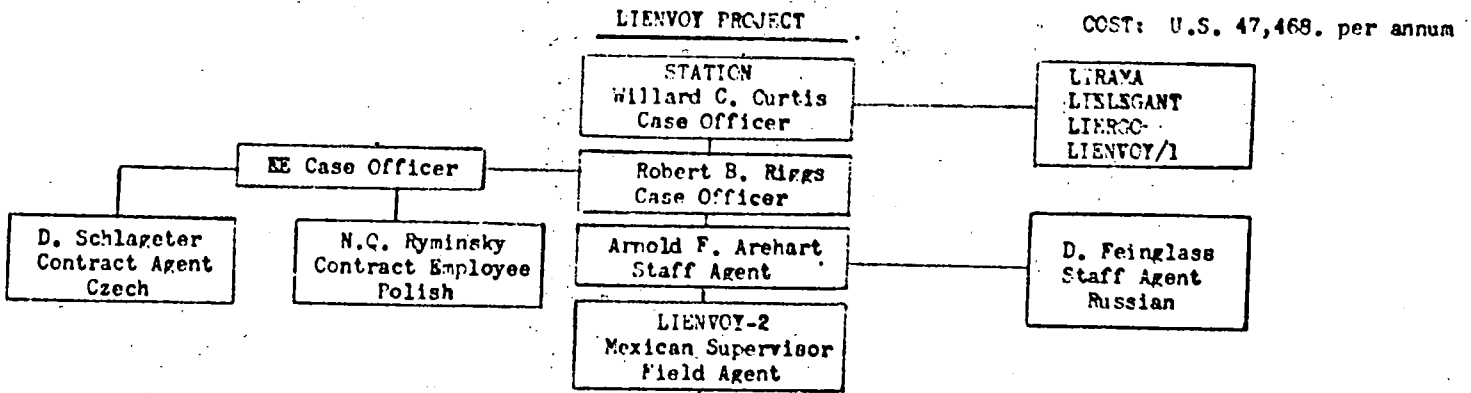 LIENVOY PROJECT
COST: U.S. 47,468. per annum
STATION
Willard C. Curtis
Case Officer
LIRAMA
LIELEGANT
LIERGO
LIENVOY/1
EE Case Officer
Robert B. Riggs
Case Officer
D. Schlageter
Contract Agent
Czech
N.Q. Ryminsky
Contract Employee
Polish
Arnold F. Arehart
Staff Agent
D. Feinglass
Staff Agent
Russian
LIENVOY-2
Mexican Supervisor
Field Agent